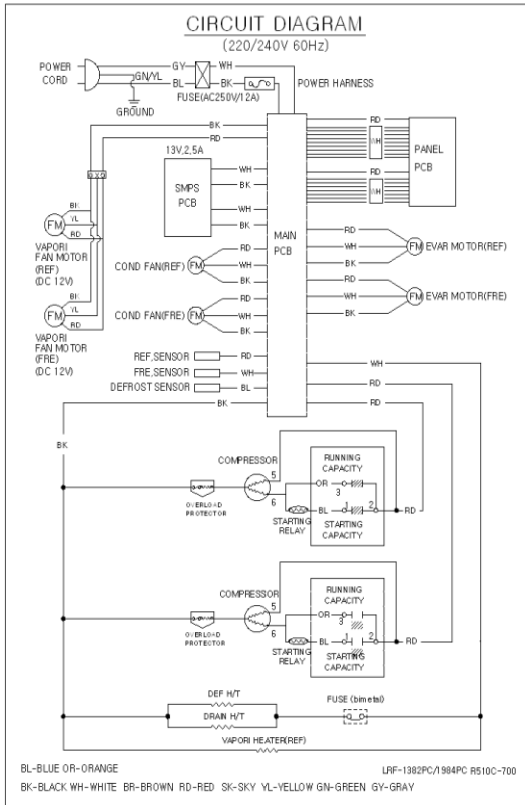 CIRCUIT DIAGRAM
(220/240V 60Hz)
POWER
CORD
GY
WH
GN/YL
BL
BK
POWER HARNESS
FUSE(AC250V/12A)
GROUND
BK
RD
13V,2,5A
SMPS
PCB
WH
BK
WH
BK
MAIN
PCB
RD
WH
RD
WH
PANEL
PCB
BK
YL
RD
FM
VAPORI
FAN MOTOR
(REF)
(DC 12V)
BK
YL
RD
FM
VAPORI
FAN MOTOR
(FRE)
(DC 12V)
COND FAN(REF)
FM
RD
WH
BK
COND FAN(FRE)
FM
RD
WH
BK
RD
WH
BK
FM
EVAR MOTOR(REF)
RD
WH
BK
FM
EVAR MOTOR(FRE)
REF,SENSOR
RD
FRE,SENSOR
WH
DEFROST SENSOR
BL
BK
WH
RD
RD
BK
COMPRESSOR
5
6
OVERLOAD
PROTECTOR
STARTING
RELAY
RUNNING
CAPACITY
OR
3
BL
1
2
RD
STARTING
CAPACITY
COMPRESSOR
5
6
OVERLOAD
PROTECTOR
STARTING
RELAY
RUNNING
CAPACITY
OR
3
BL
1
2
RD
STARTING
CAPACITY
DEF H/T
DRAIN H/T
FUSE (bimetal)
VAPORI HEATER(REF)
BL-BLUE OR-ORANGE
LRF-1382PC/1984PC R510C-700
BK-BLACK WH-WHITE BR-BROWN RD-RED SK-SKY YL-YELLOW GN-GREEN GY-GRAY